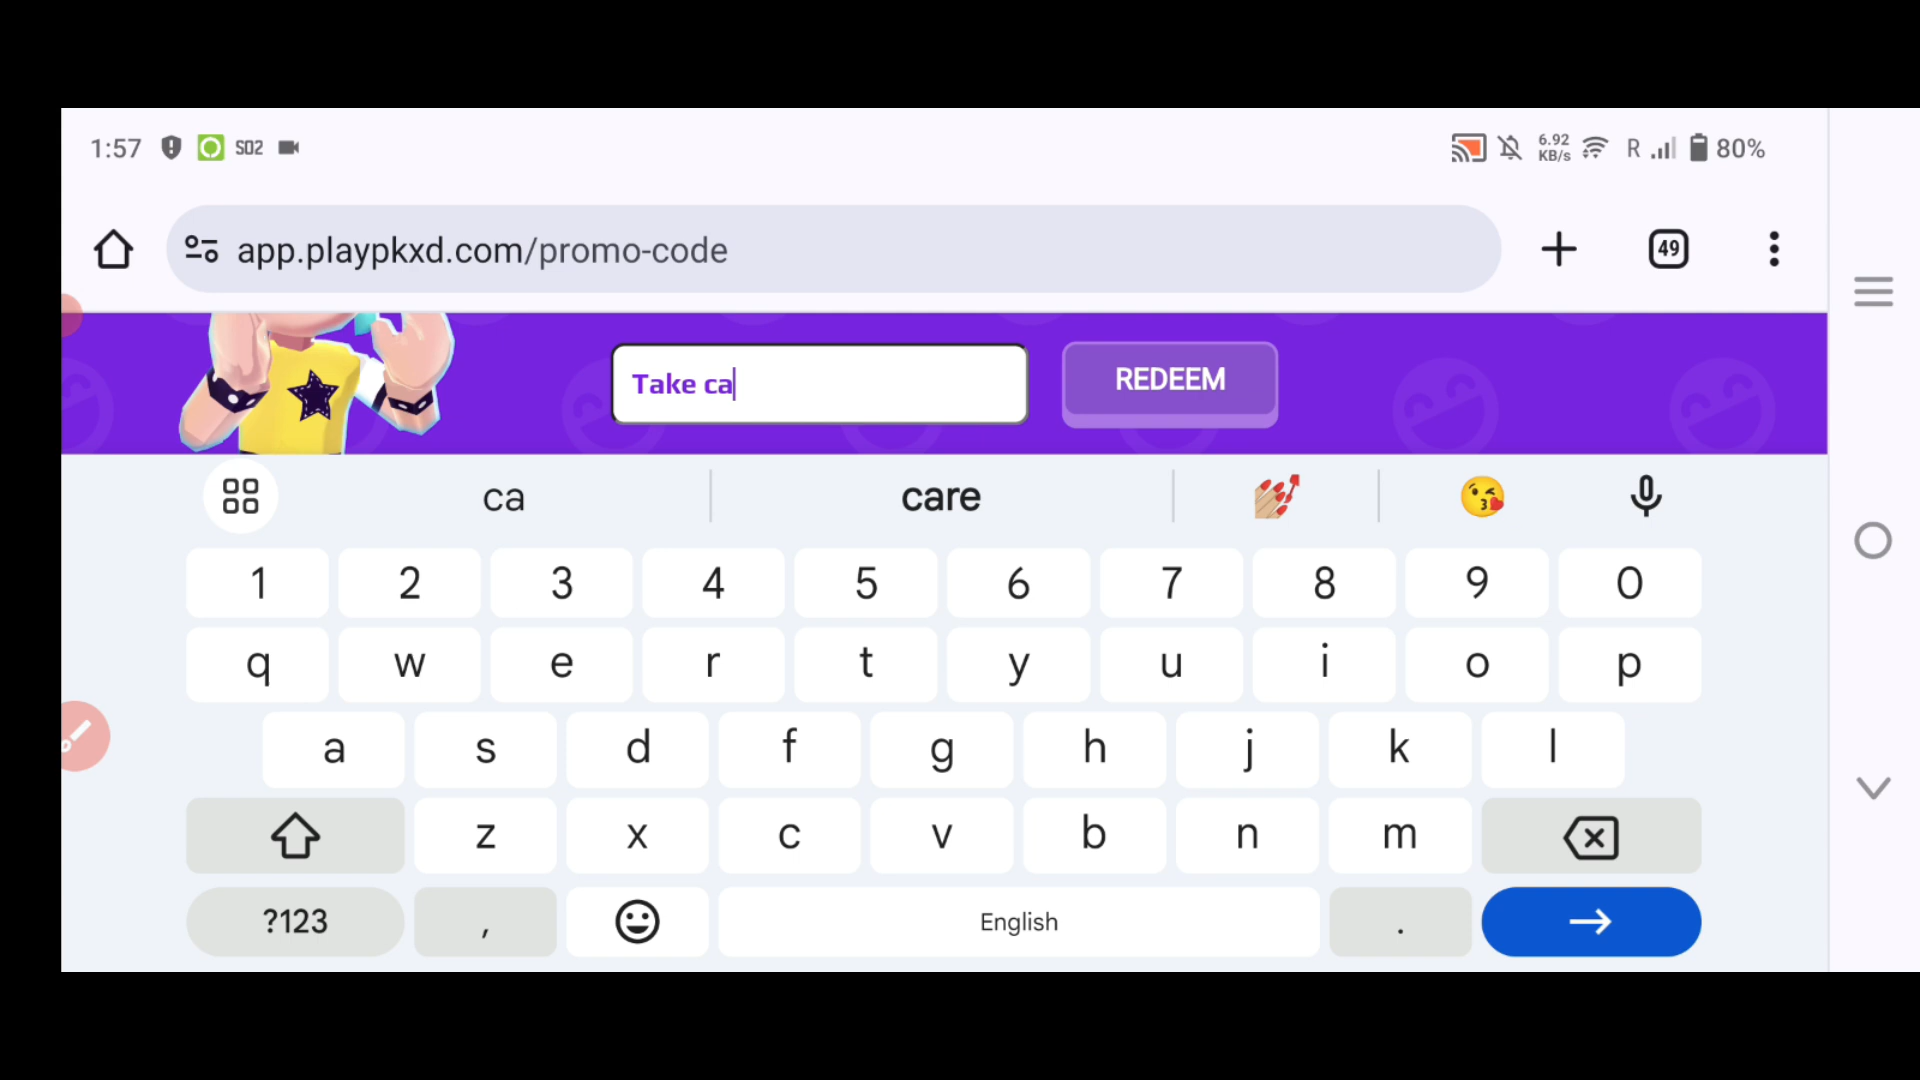 1:57 S02 6.92 KB/s R 80%
app.playpkxd.com/promo-code 49
Take ca REDEEM
ca care
1 2 3 4 5 6 7 8 9 0
q w e r t y u i o p
a s d f g h j k l
z x c v b n m
?123 , English .